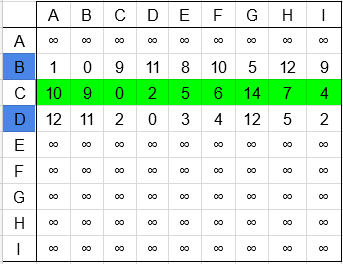 A B C D E F G H I
A ∞ ∞ ∞ ∞ ∞ ∞ ∞ ∞ ∞
B 1 0 9 11 8 10 5 12 9
C 10 9 0 2 5 6 14 7 4
D 12 11 2 0 3 4 12 5 2
E ∞ ∞ ∞ ∞ ∞ ∞ ∞ ∞ ∞
F ∞ ∞ ∞ ∞ ∞ ∞ ∞ ∞ ∞
G ∞ ∞ ∞ ∞ ∞ ∞ ∞ ∞ ∞
H ∞ ∞ ∞ ∞ ∞ ∞ ∞ ∞ ∞
I ∞ ∞ ∞ ∞ ∞ ∞ ∞ ∞ ∞